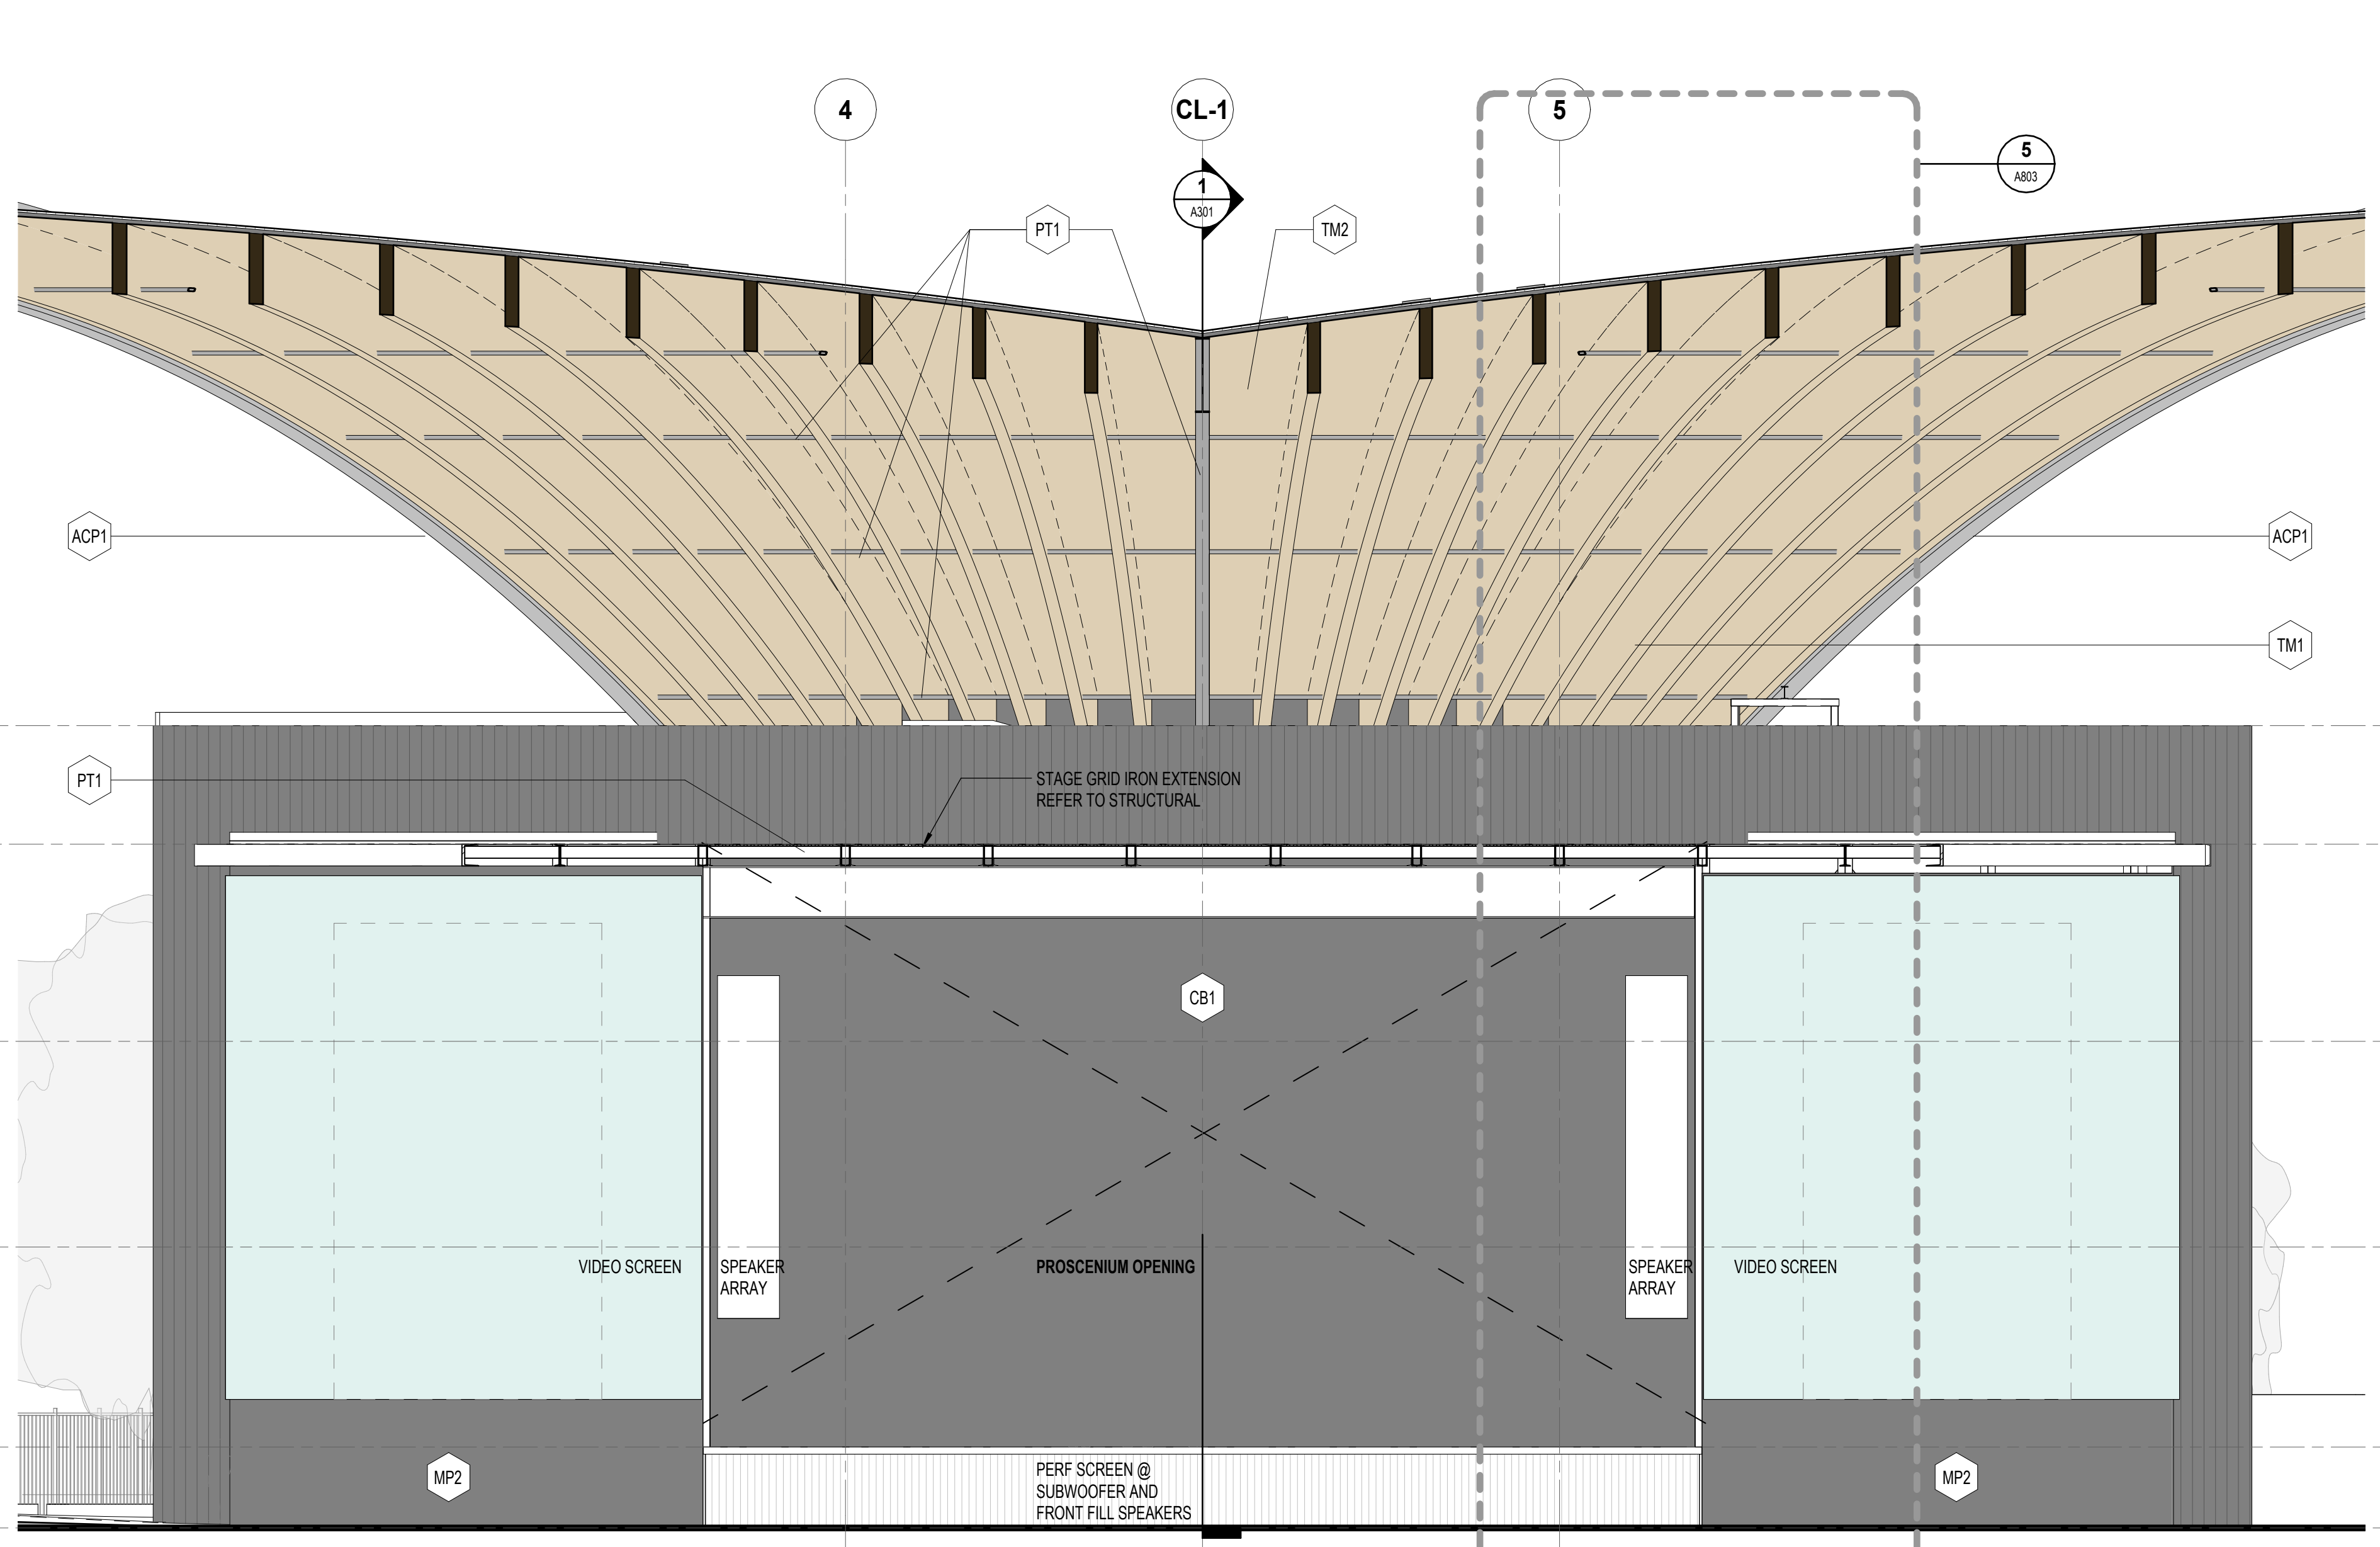 4
CL-1
5
5
A803
1
A301
PT1
TM2
ACP1
ACP1
TM1
PT1
STAGE GRID IRON EXTENSION
REFER TO STRUCTURAL
CB1
VIDEO SCREEN
SPEAKER
ARRAY
PROSCENIUM OPENING
SPEAKER
ARRAY
VIDEO SCREEN
MP2
PERF SCREEN @
SUBWOOFER AND
FRONT FILL SPEAKERS
MP2